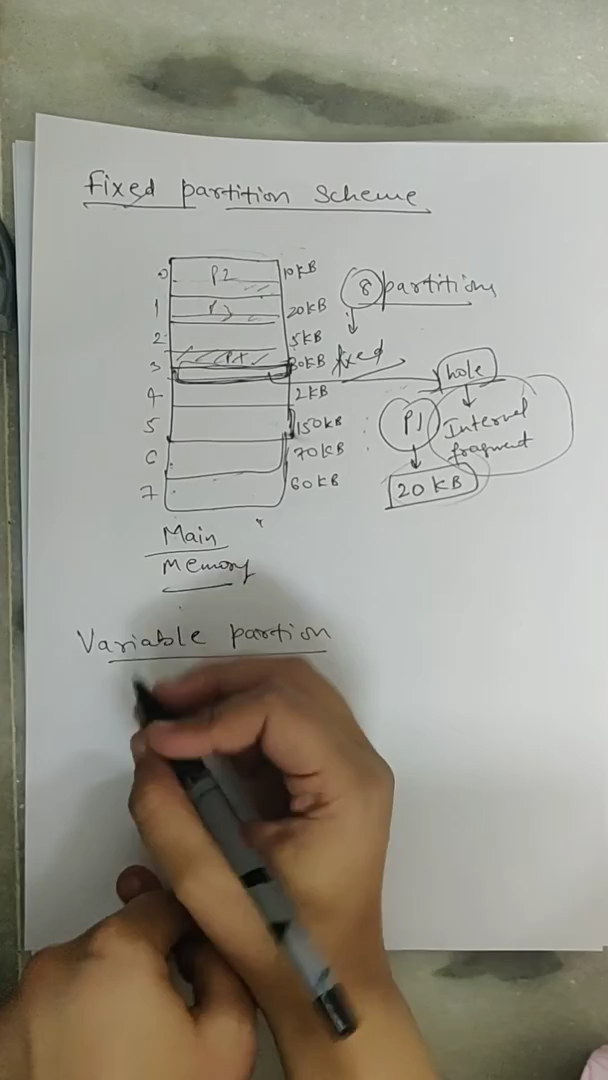 Fixed partition Scheme
0 P2 10KB
8 partitions
1 20KB
2 5KB
3 30KB fixed
hole
4 2KB
P1 Internal
5 150KB
fragment
6 70KB
7 60KB
20 KB
Main
Memory
Variable partion